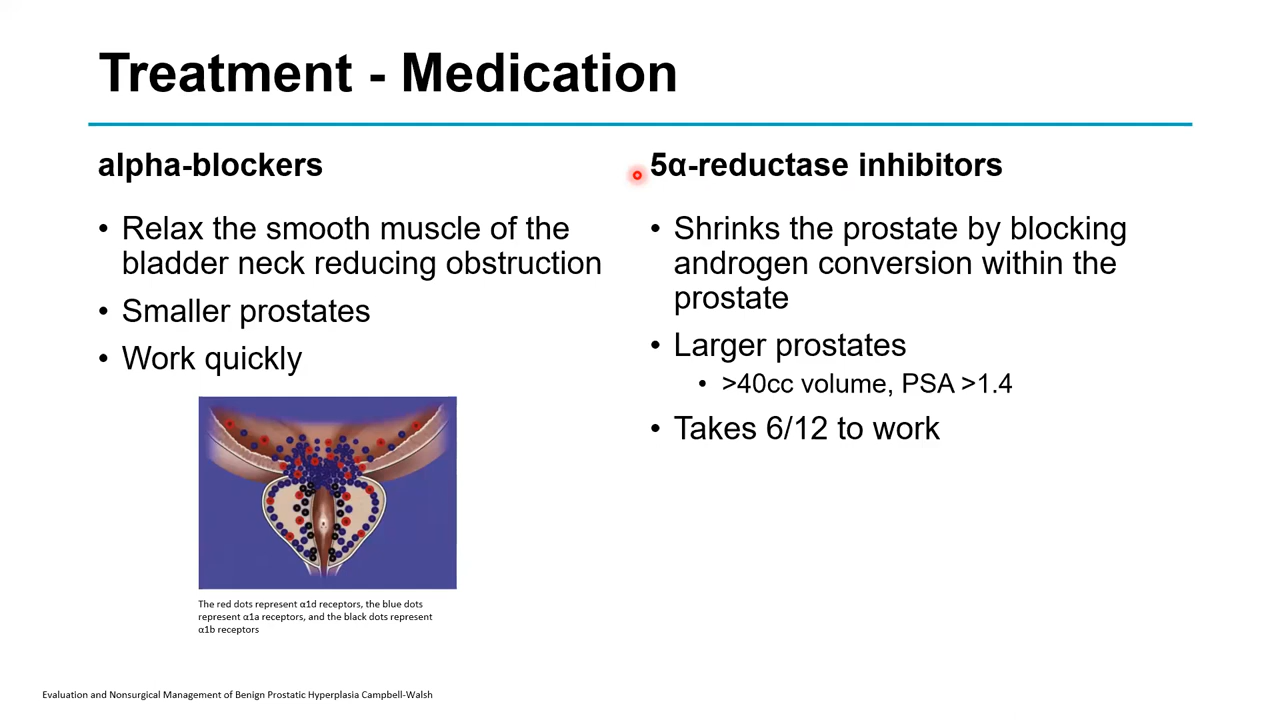 Treatment - Medication
alpha-blockers
• Relax the smooth muscle of the
bladder neck reducing obstruction
• Smaller prostates
• Work quickly
The red dots represent α1d receptors, the blue dots
represent α1a receptors, and the black dots represent
α1b receptors
5α-reductase inhibitors
• Shrinks the prostate by blocking
androgen conversion within the
prostate
• Larger prostates
• >40cc volume, PSA >1.4
• Takes 6/12 to work
Evaluation and Nonsurgical Management of Benign Prostatic Hyperplasia Campbell-Walsh